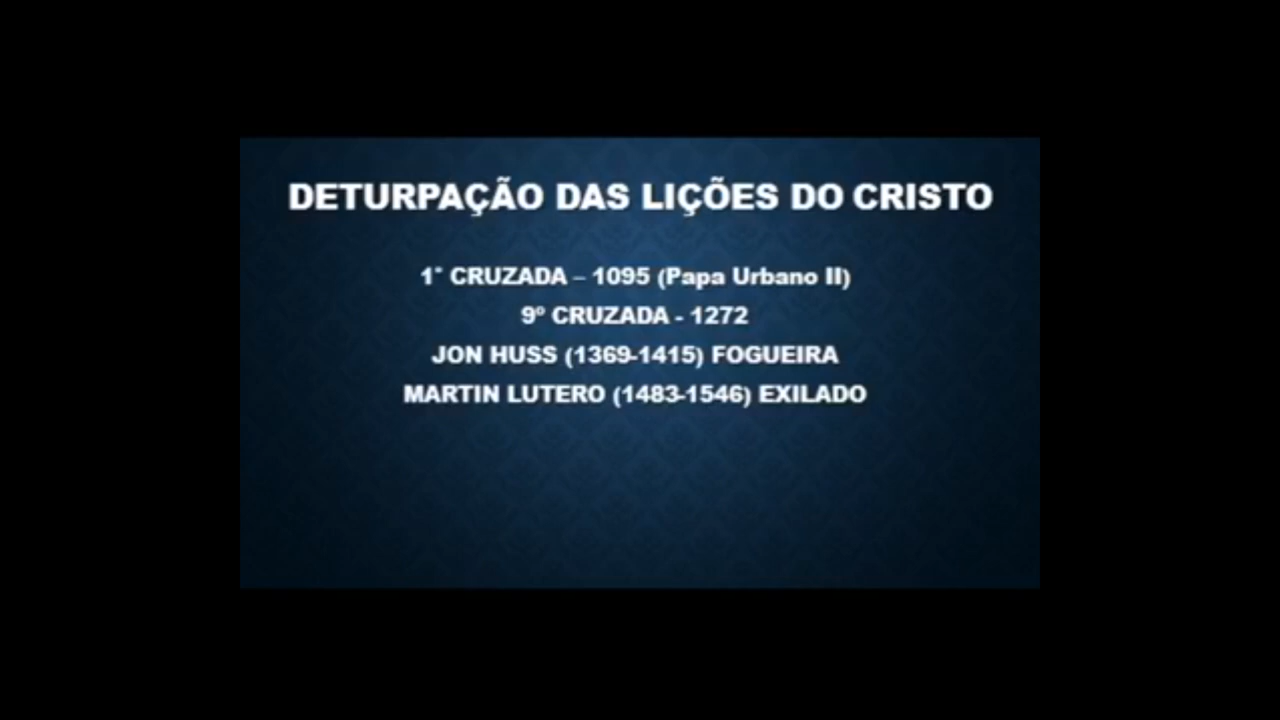 DETURPAÇÃO DAS LIÇÕES DO CRISTO
1° CRUZADA – 1095 (Papa Urbano II)
9º CRUZADA - 1272
JON HUSS (1369-1415) FOGUEIRA
MARTIN LUTERO (1483-1546) EXILADO